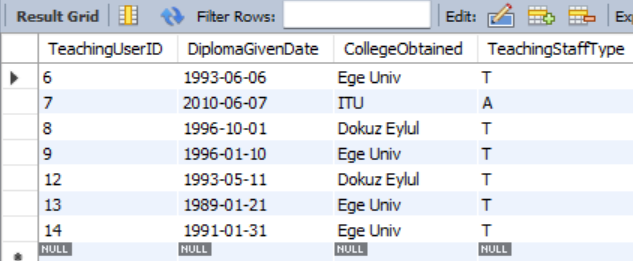 Result Grid Filter Rows: Edit:
TeachingUserID DiplomaGivenDate CollegeObtained TeachingStaffType
6 1993-06-06 Ege Univ T
7 2010-06-07 ITU A
8 1996-10-01 Dokuz Eylul T
9 1996-01-10 Ege Univ T
12 1993-05-11 Dokuz Eylul T
13 1989-01-21 Ege Univ T
14 1991-01-31 Ege Univ T
NULL NULL NULL NULL